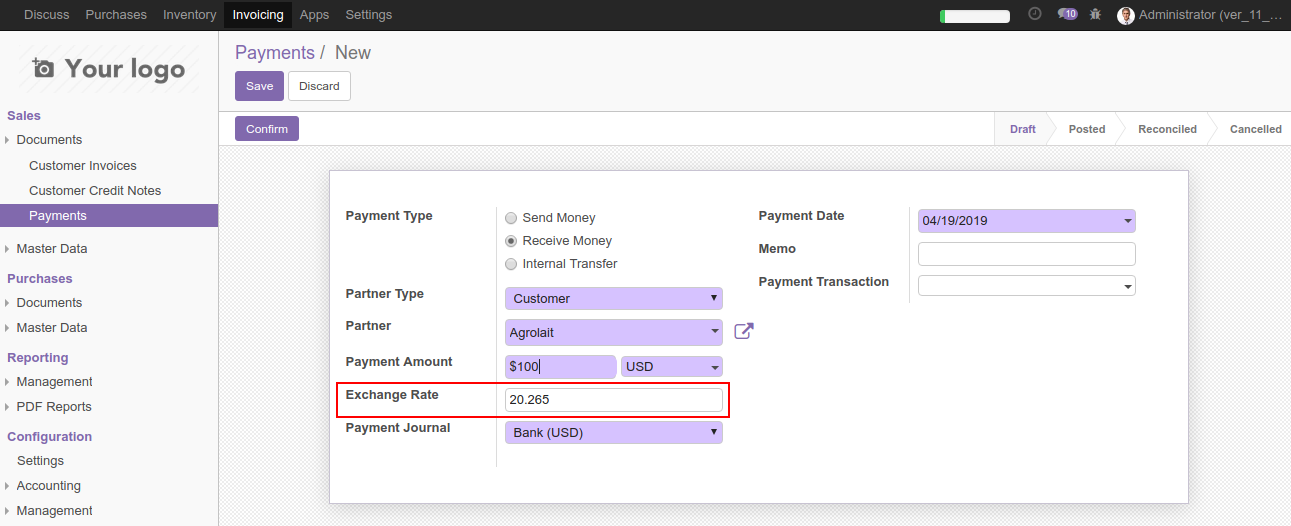 Discuss Purchases Inventory Invoicing Apps Settings 10 Administrator (ver_11_...
Your logo
Payments / New
Save Discard
Confirm Draft Posted Reconciled Cancelled
Sales
Documents
Customer Invoices
Customer Credit Notes
Payments
Master Data
Purchases
Documents
Master Data
Reporting
Management
PDF Reports
Configuration
Settings
Accounting
Management
Payment Type
Send Money
Receive Money
Internal Transfer
Partner Type Customer
Partner Agrolait
Payment Amount $100 USD
Exchange Rate 20.265
Payment Journal Bank (USD)
Payment Date 04/19/2019
Memo
Payment Transaction